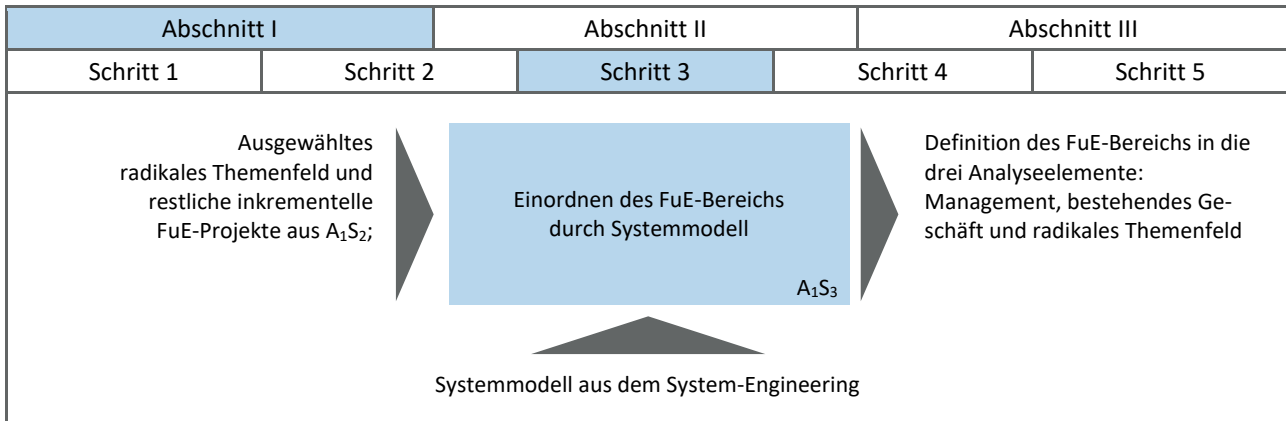 Abschnitt I
Abschnitt II
Abschnitt III
Schritt 1
Schritt 2
Schritt 3
Schritt 4
Schritt 5
Ausgewähltes
radikales Themenfeld und
restliche inkrementelle
FuE-Projekte aus A₁S₂;
Einordnen des FuE-Bereichs
durch Systemmodell
A₁S₃
Definition des FuE-Bereichs in die
drei Analyseelemente:
Management, bestehendes Ge-
schäft und radikales Themenfeld
Systemmodell aus dem System-Engineering